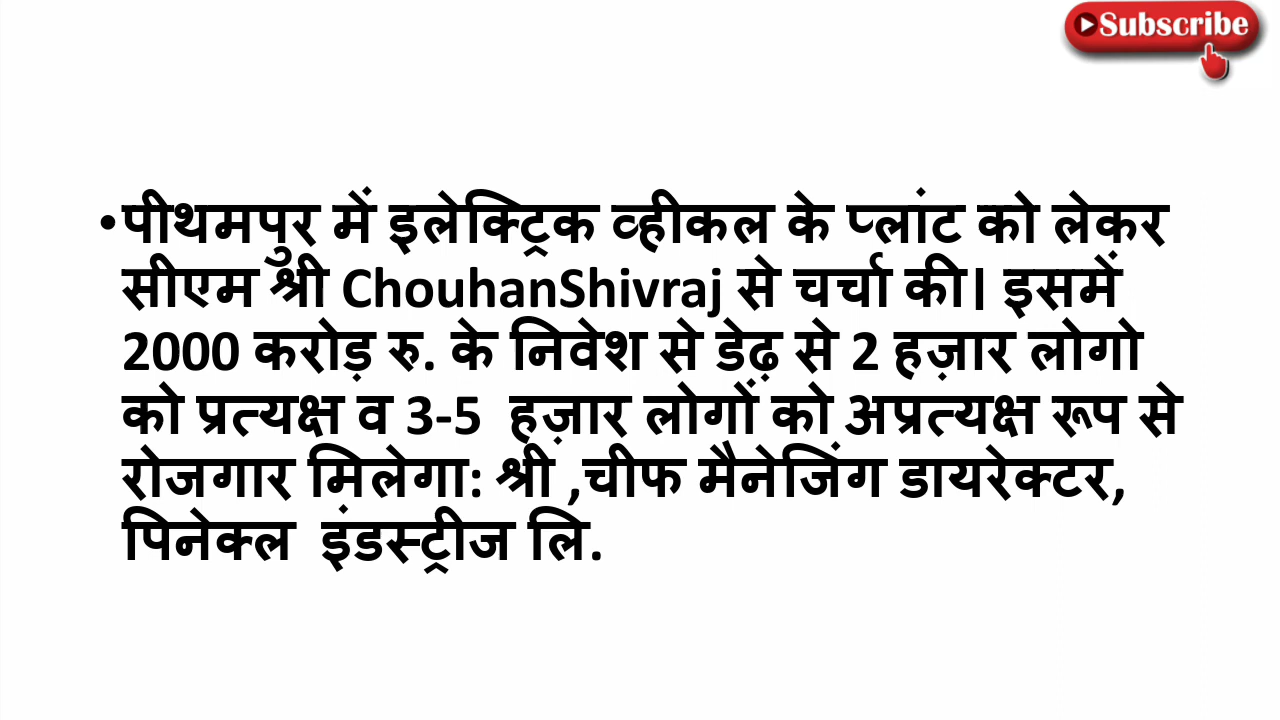 Subscribe
•पीथमपुर में इलेक्ट्रिक व्हीकल के प्लांट को लेकर
सीएम श्री ChouhanShivraj से चर्चा की। इसमें
2000 करोड़ रु. के निवेश से डेढ़ से 2 हज़ार लोगो
को प्रत्यक्ष व 3-5 हज़ार लोगों को अप्रत्यक्ष रूप से
रोजगार मिलेगा: श्री ,चीफ मैनेजिंग डायरेक्टर,
पिनेक्ल इंडस्ट्रीज लि.